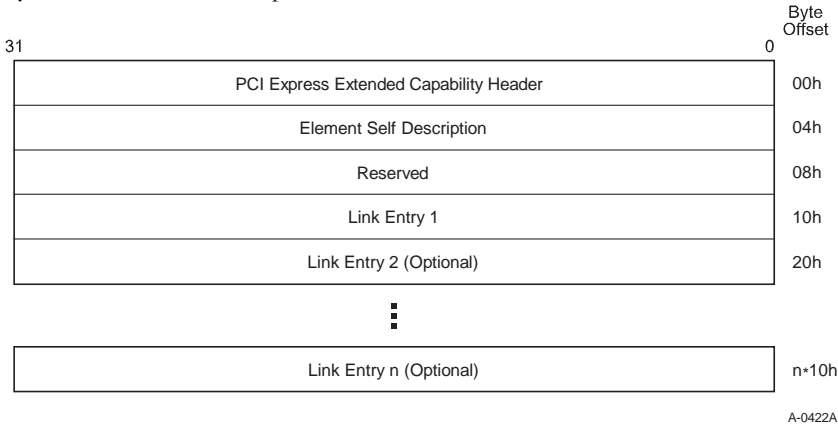 Byte
Offset
31 0
PCI Express Extended Capability Header 00h
Element Self Description 04h
Reserved 08h
Link Entry 1 10h
Link Entry 2 (Optional) 20h
Link Entry n (Optional) n*10h
A-0422A